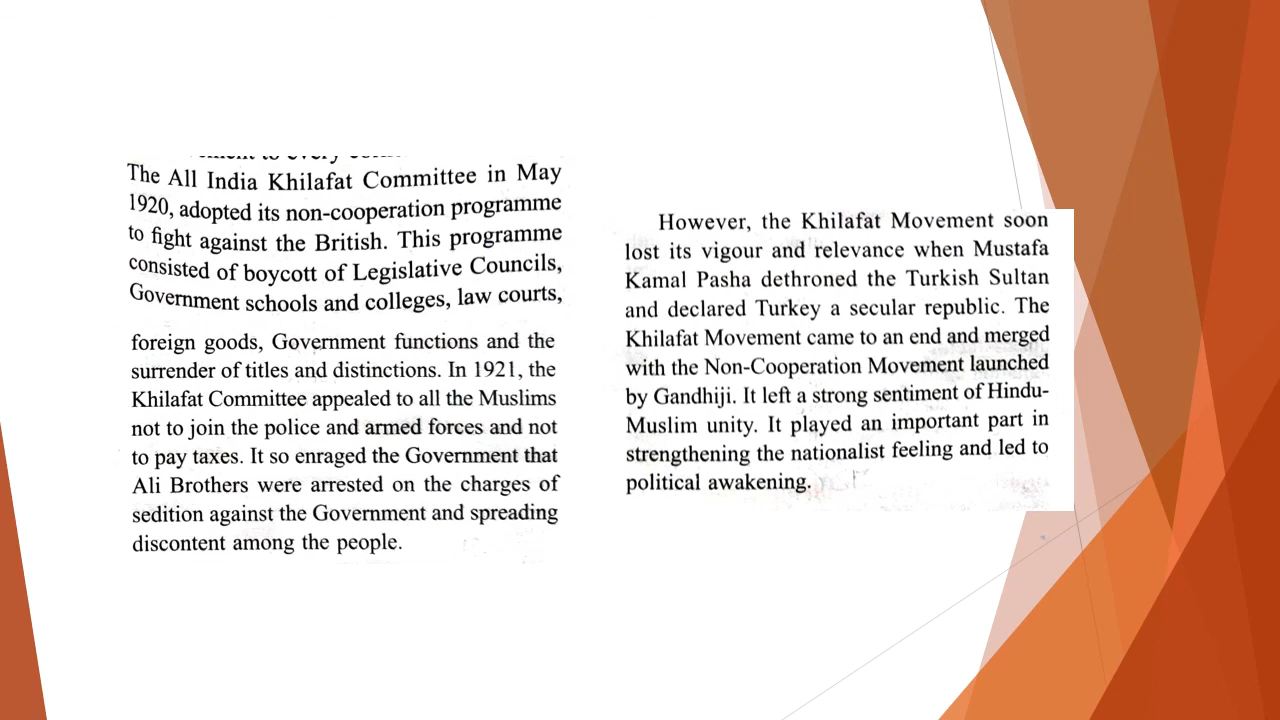 The All India Khilafat Committee in May
1920, adopted its non-cooperation programme
to fight against the British. This programme
consisted of boycott of Legislative Councils,
Government schools and colleges, law courts,
foreign goods, Government functions and the
surrender of titles and distinctions. In 1921, the
Khilafat Committee appealed to all the Muslims
not to join the police and armed forces and not
to pay taxes. It so enraged the Government that
Ali Brothers were arrested on the charges of
sedition against the Government and spreading
discontent among the people.
However, the Khilafat Movement soon
lost its vigour and relevance when Mustafa
Kamal Pasha dethroned the Turkish Sultan
and declared Turkey a secular republic. The
Khilafat Movement came to an end and merged
with the Non-Cooperation Movement launched
by Gandhiji. It left a strong sentiment of Hindu-
Muslim unity. It played an important part in
strengthening the nationalist feeling and led to
political awakening.